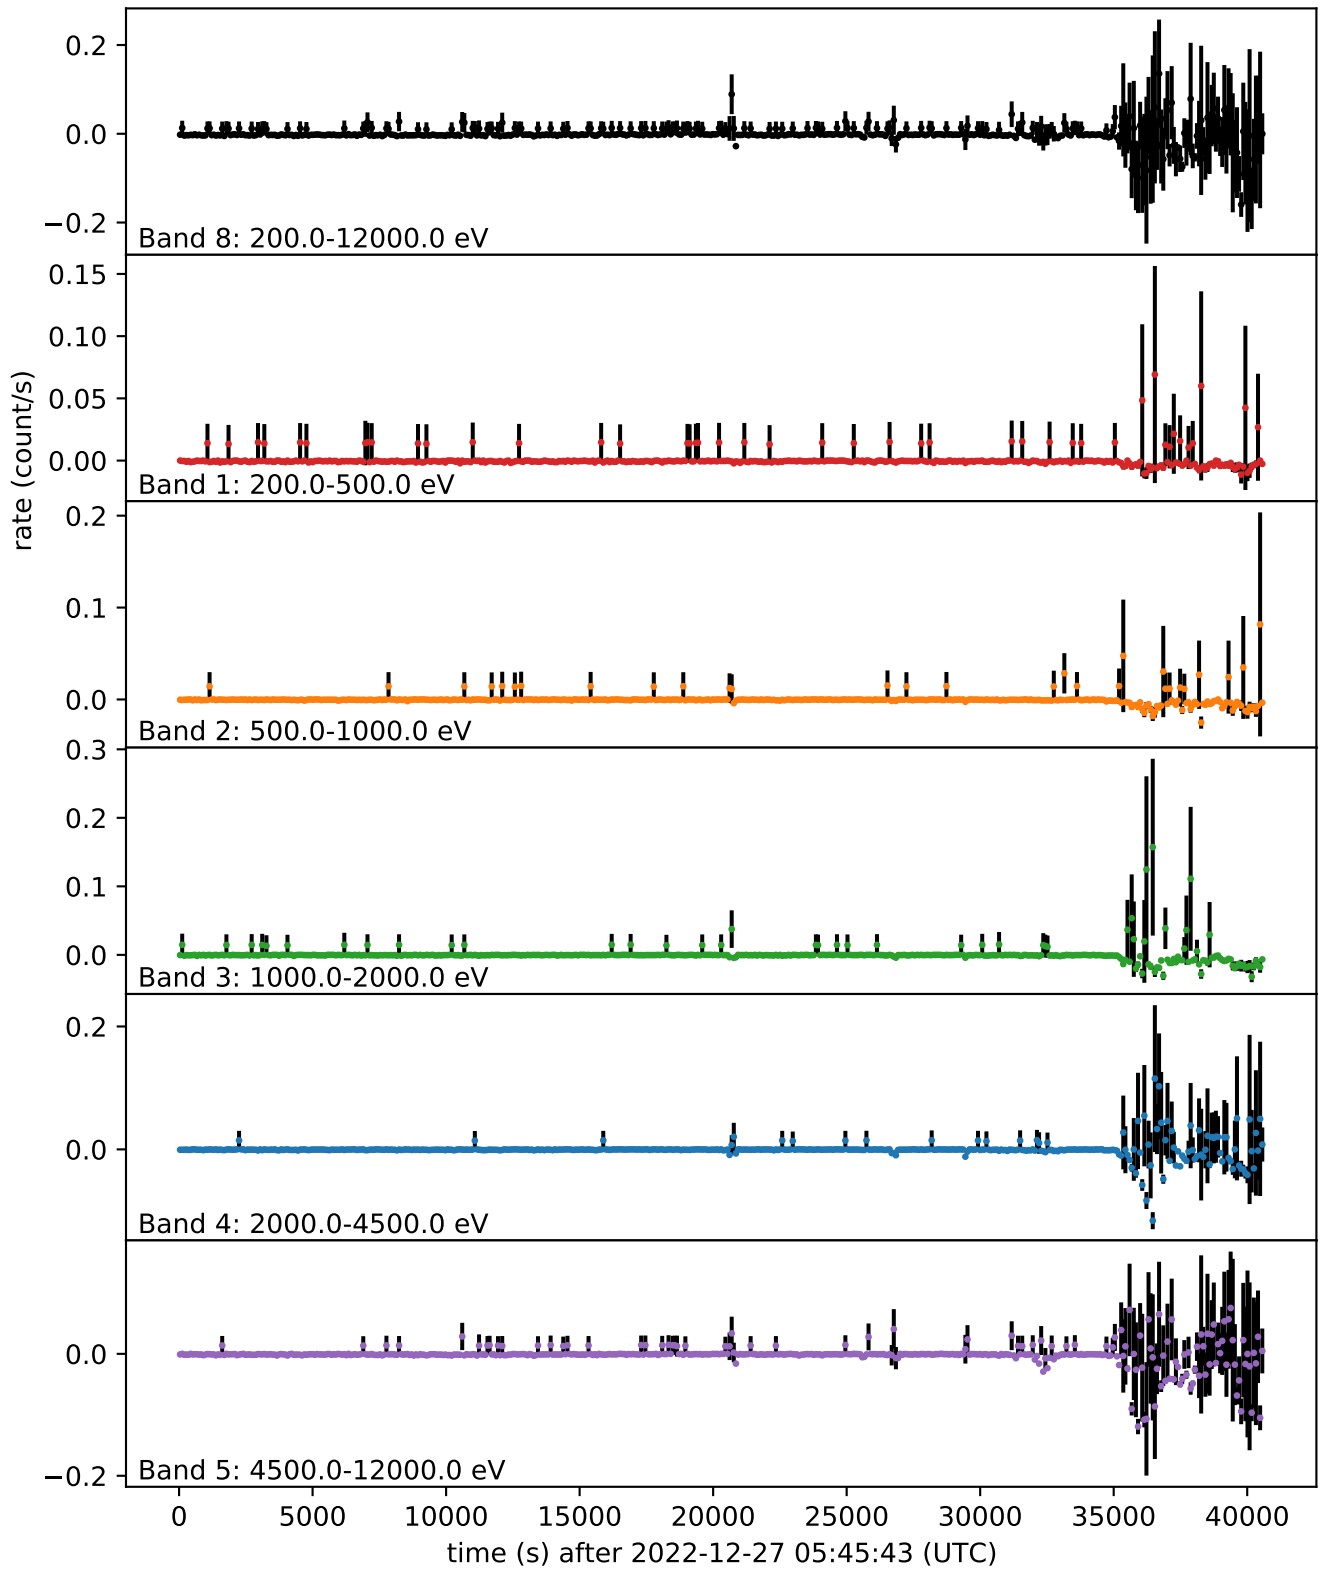 0.2
0.0
−0.2
Band 8: 200.0-12000.0 eV
0.15
0.10
0.05
0.00
Band 1: 200.0-500.0 eV
rate (count/s)
0.2
0.1
0.0
Band 2: 500.0-1000.0 eV
0.3
0.2
0.1
0.0
Band 3: 1000.0-2000.0 eV
0.2
0.0
Band 4: 2000.0-4500.0 eV
0.0
−0.2
Band 5: 4500.0-12000.0 eV
0 5000 10000 15000 20000 25000 30000 35000 40000
time (s) after 2022-12-27 05:45:43 (UTC)